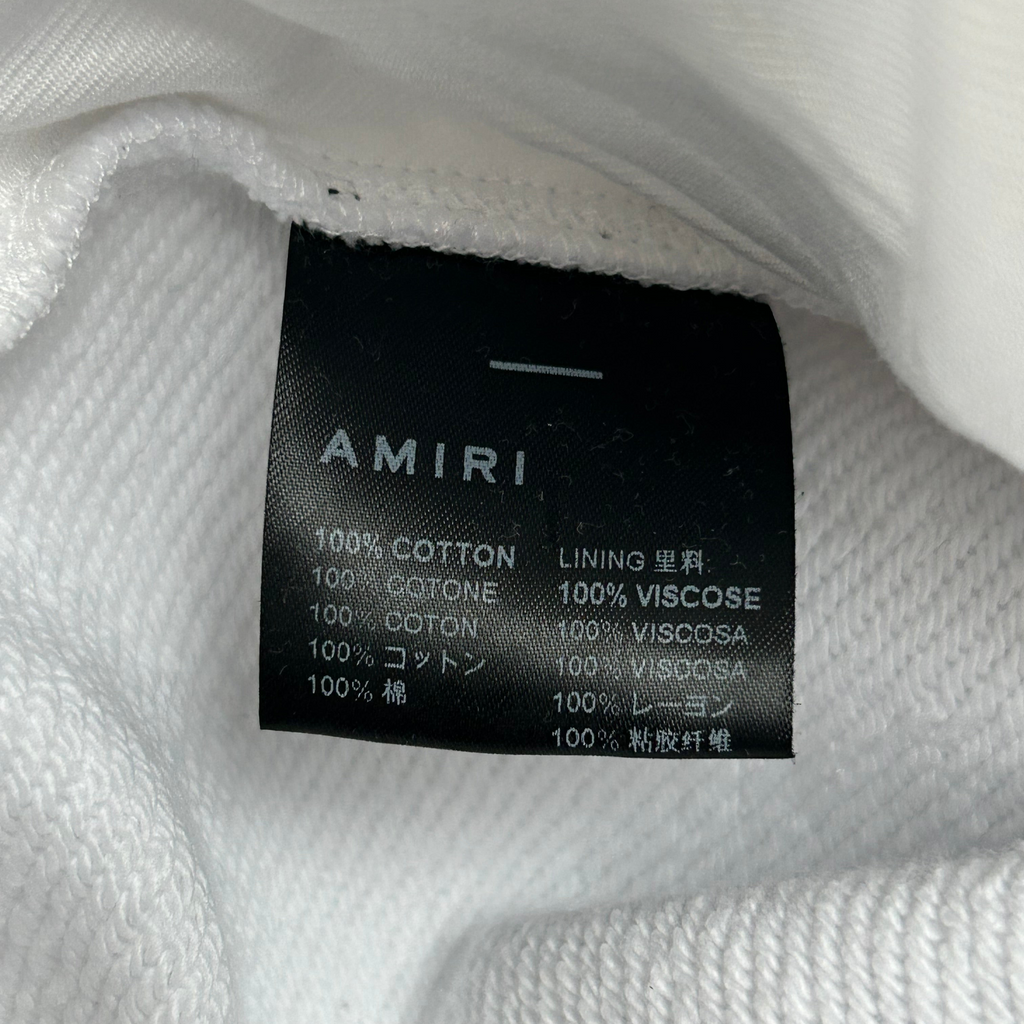 AMIRI
100% COTTON
100% COTONE
100% COTON
100% コットン
100% 棉
LINING 里料:
100% VISCOSE
100% VISCOSA
100% VISCOSA
100% レーヨン
100% 粘胶纤维